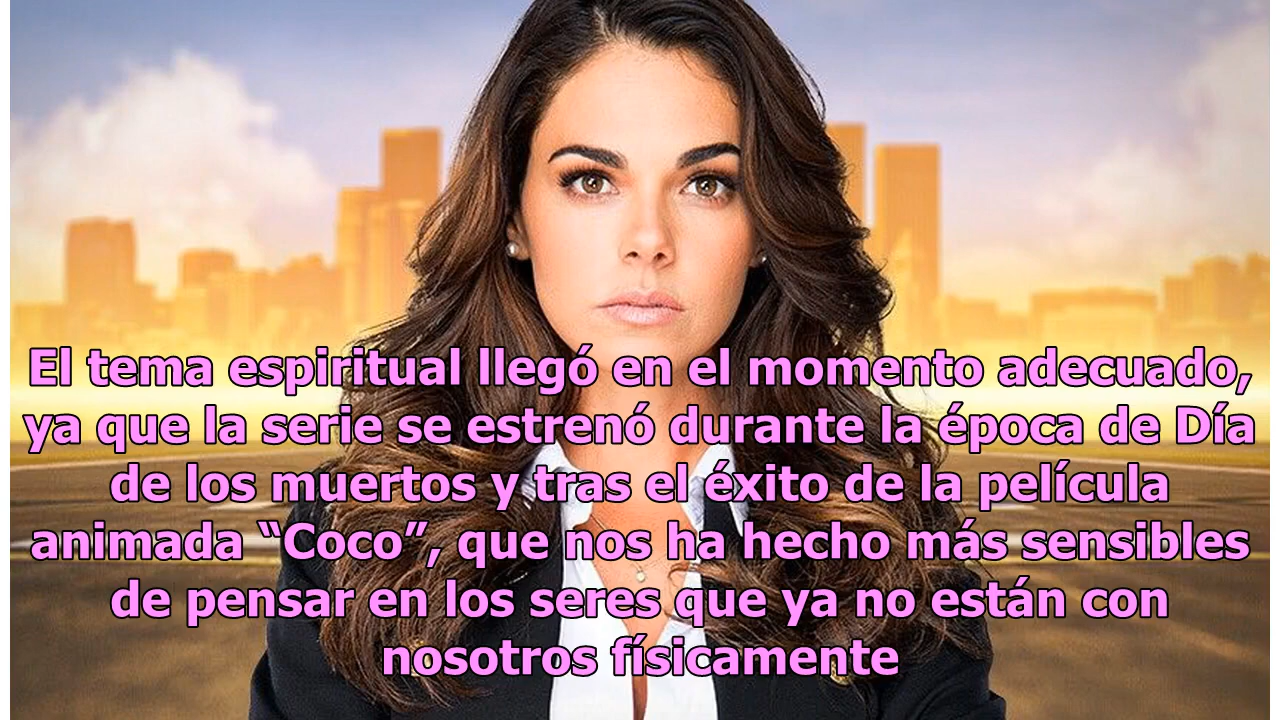 El tema espiritual llegó en el momento adecuado,
ya que la serie se estrenó durante la época de Día
de los muertos y tras el éxito de la película
animada “Coco”, que nos ha hecho más sensibles
de pensar en los seres que ya no están con
nosotros físicamente